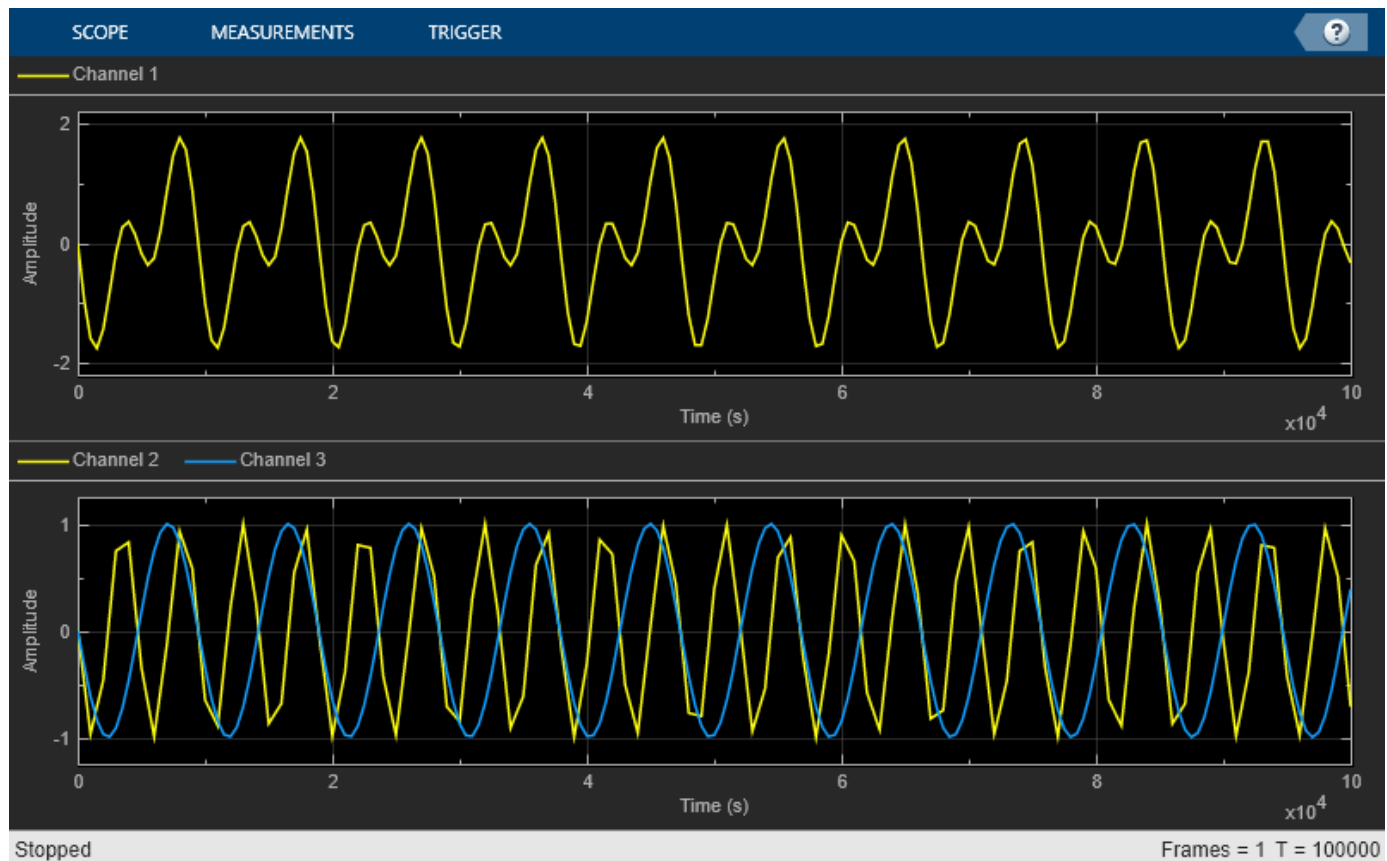 SCOPE MEASUREMENTS TRIGGER ?
Channel 1
2
0
-2
Amplitude
0 2 4 6 8 10
Time (s)
x10^4
Channel 2 Channel 3
1
0
-1
Amplitude
0 2 4 6 8 10
Time (s)
x10^4
Stopped Frames = 1 T = 100000